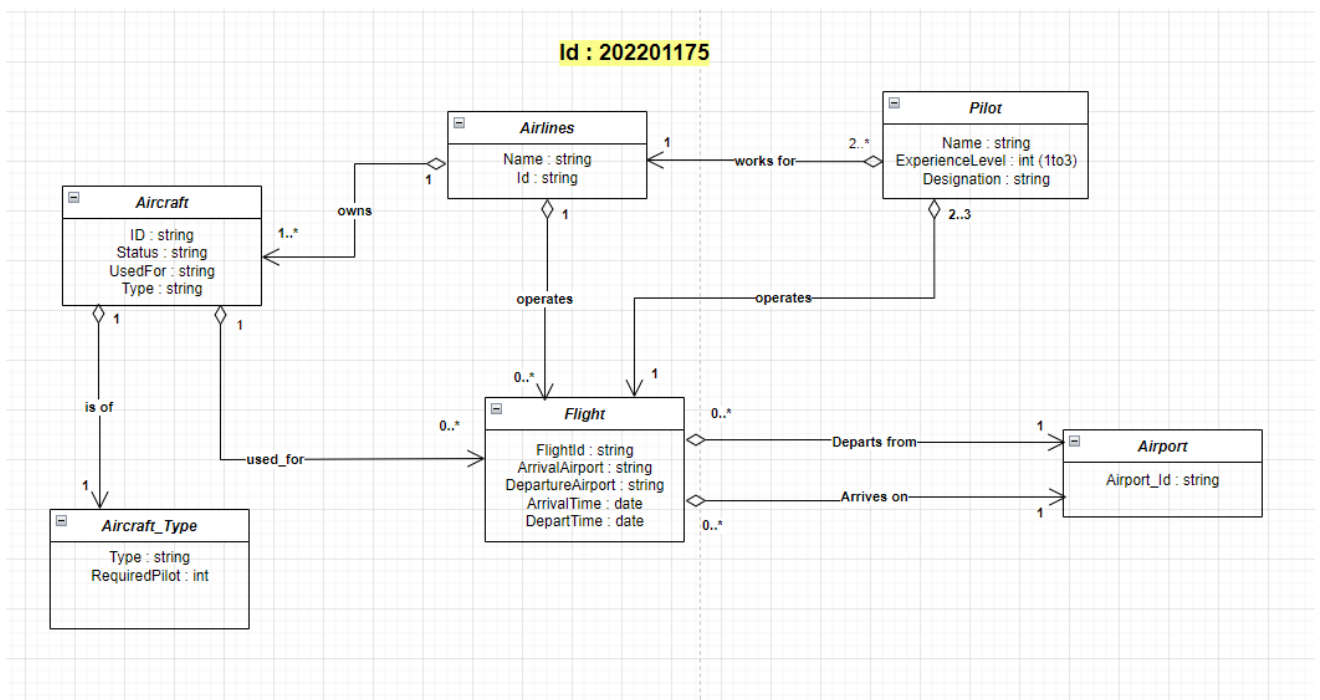 Id : 202201175
Airlines
Name : string
Id : string
Pilot
Name : string
ExperienceLevel : int (1to3)
Designation : string
1
works for
2..*
1
owns
1..*
Aircraft
ID : string
Status : string
UsedFor : string
Type : string
1
operates
0..*
2..3
operates
1
1
is of
1
1
used_for
0..*
Aircraft_Type
Type : string
RequiredPilot : int
Flight
FlightId : string
ArrivalAirport : string
DepartureAirport : string
ArrivalTime : date
DepartTime : date
0..*
Departs from
1
0..*
Arrives on
1
Airport
Airport_Id : string